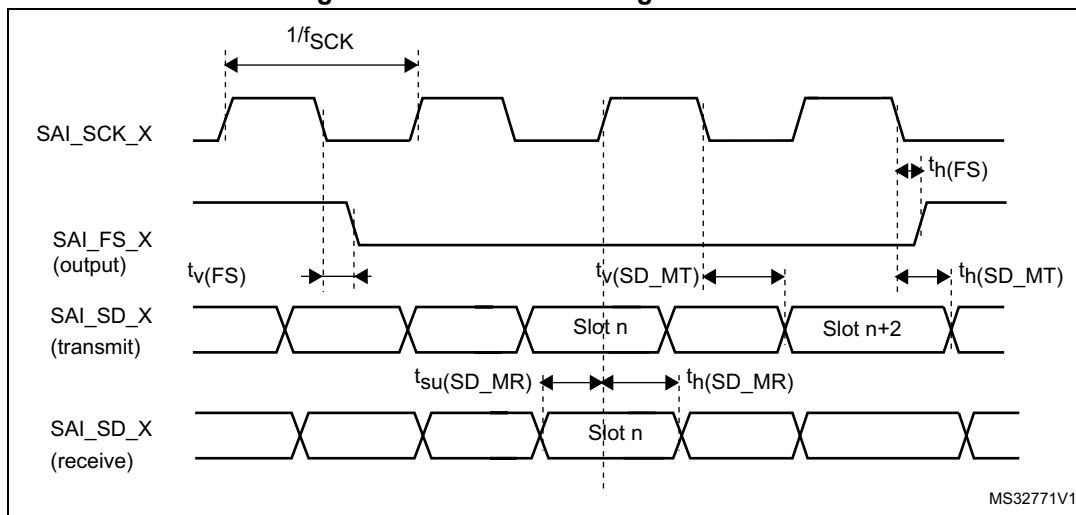 1/fSCK
SAI_SCK_X
th(FS)
SAI_FS_X
(output)
tv(FS)
tv(SD_MT)
th(SD_MT)
SAI_SD_X
(transmit)
Slot n
Slot n+2
tsu(SD_MR)
th(SD_MR)
SAI_SD_X
(receive)
Slot n
MS32771V1